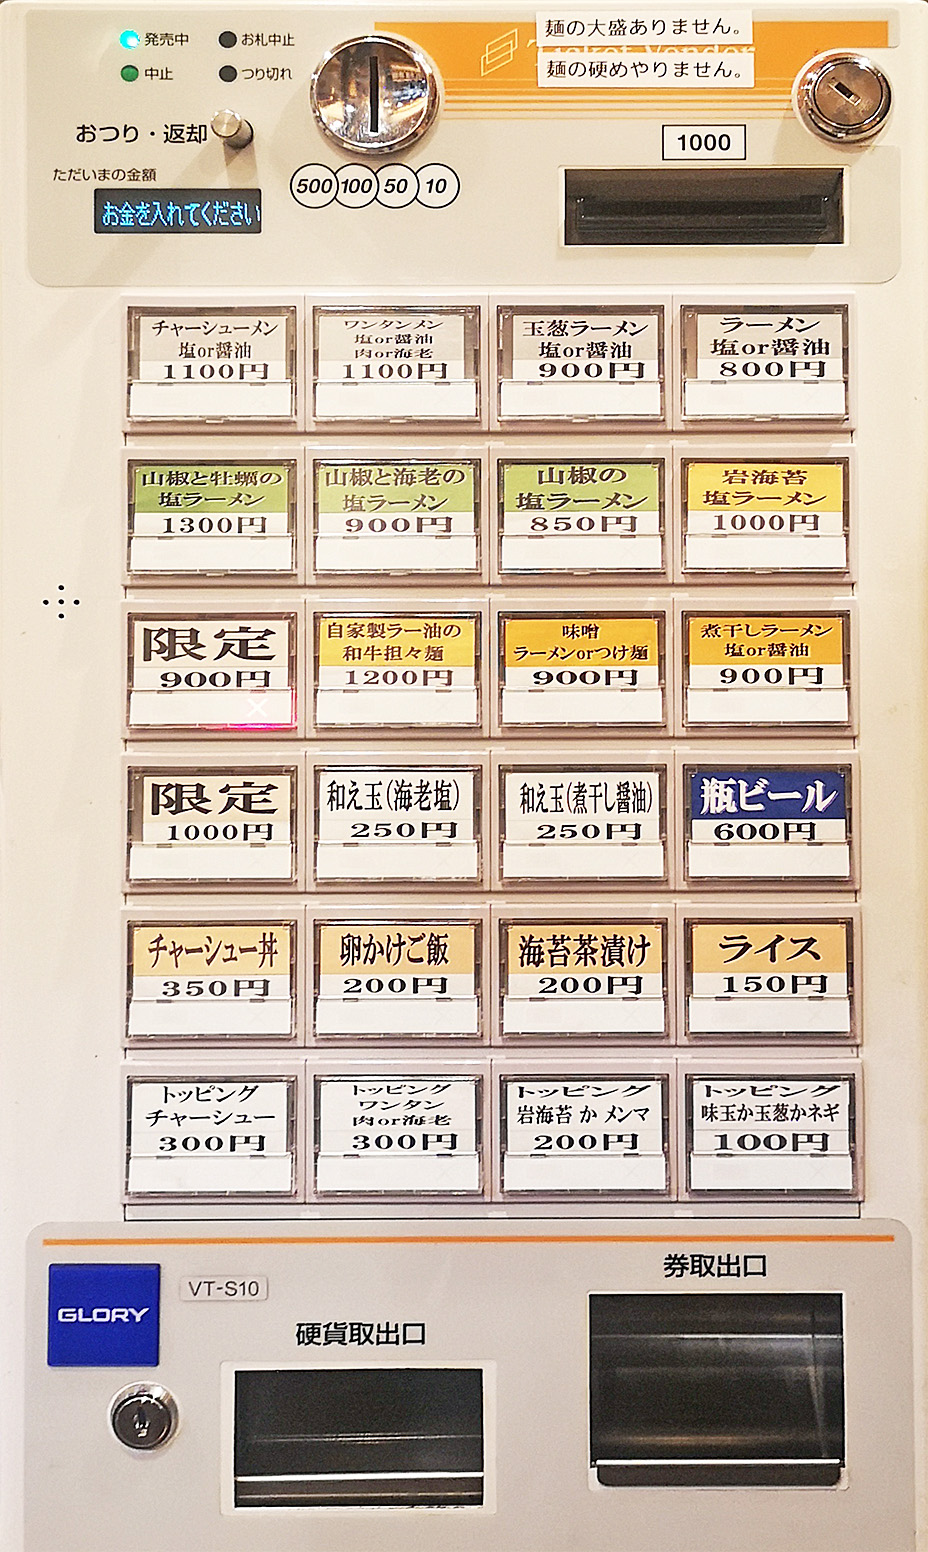 発売中
お札中止
中止
つり切れ
おつり・返却
ただいまの金額
お金を入れてください
500 100 50 10
麺の大盛ありません。
Ticket Vendor
麺の硬めやりません。
1000
チャーシューメン
塩or醤油
1100円
ワンタンメン
塩or醤油
肉or海老
1100円
玉葱ラーメン
塩or醤油
900円
ラーメン
塩or醤油
800円
山椒と牡蠣の
塩ラーメン
1300円
山椒と海老の
塩ラーメン
900円
山椒の
塩ラーメン
850円
岩海苔
塩ラーメン
1000円
限定
900円
自家製ラー油の
和牛担々麺
1200円
味噌
ラーメンorつけ麺
900円
煮干しラーメン
塩or醤油
900円
限定
1000円
和え玉(海老塩)
250円
和え玉(煮干し醤油)
250円
瓶ビール
600円
チャーシュー丼
350円
卵かけご飯
200円
海苔茶漬け
200円
ライス
150円
トッピング
チャーシュー
300円
トッピング
ワンタン
肉or海老
300円
トッピング
岩海苔 か メンマ
200円
トッピング
味玉か玉葱かネギ
100円
GLORY
VT-S10
硬貨取出口
券取出口